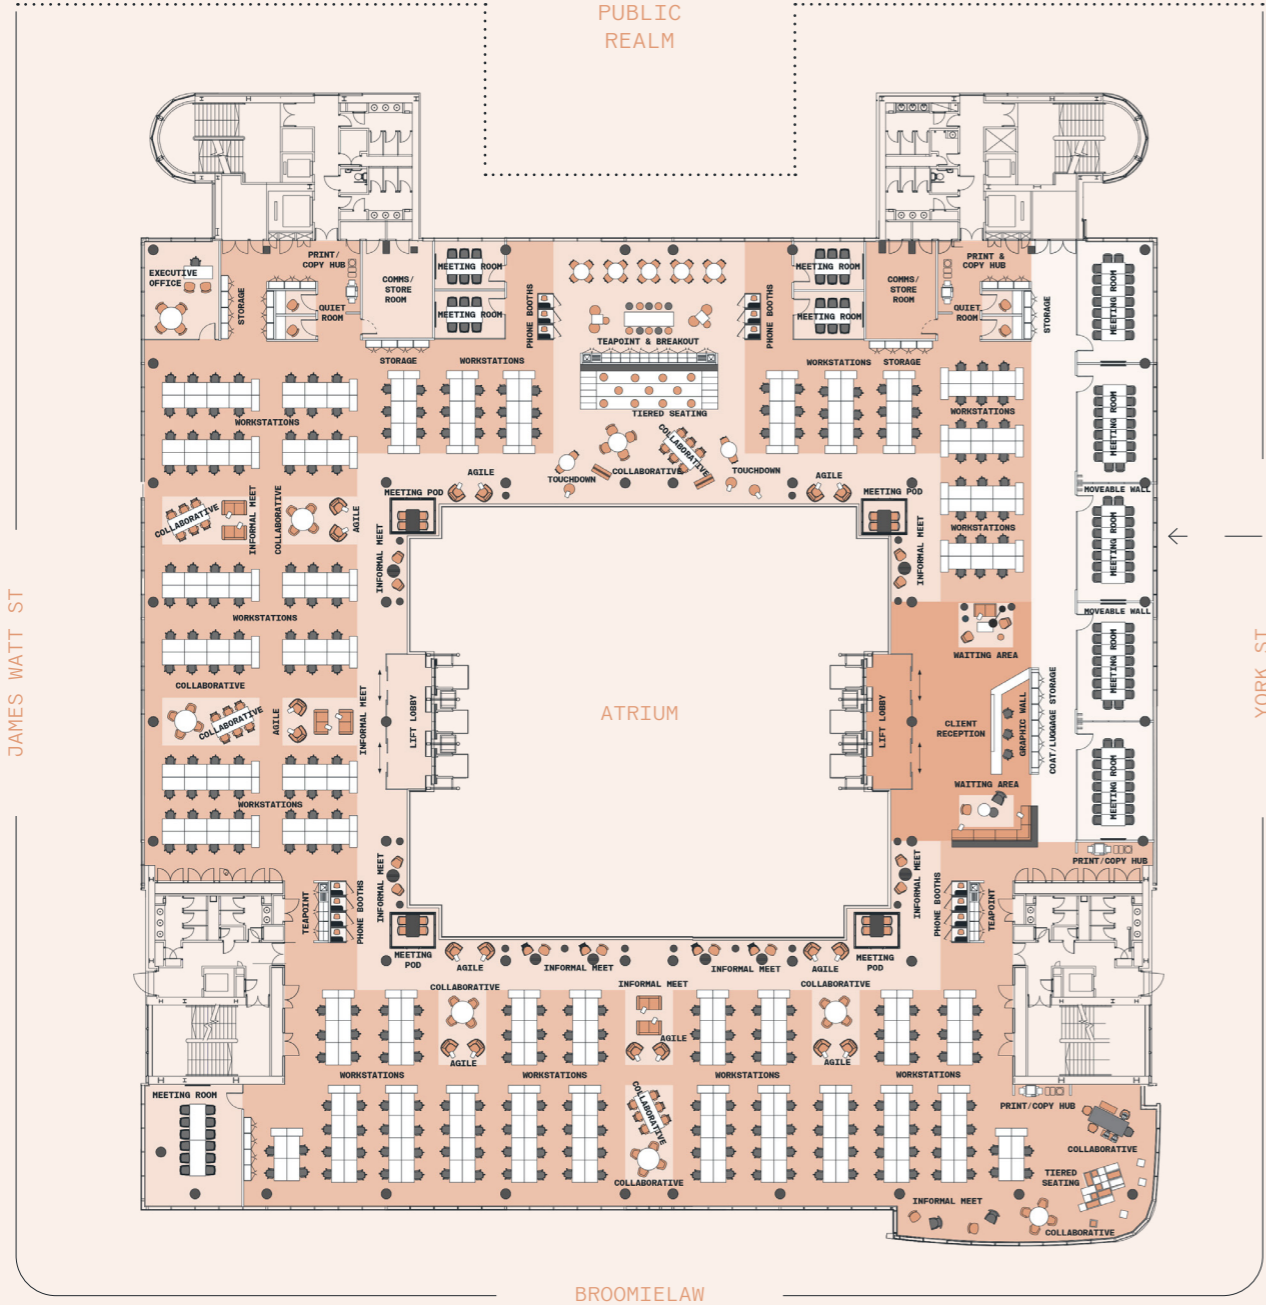 PUBLIC
REALM
PRINT/
COPY HUB
EXECUTIVE
OFFICE
STORAGE
QUIET
ROOM
COMMS/
STORE
ROOM
MEETING ROOM
MEETING ROOM
PHONE BOOTHS
TEAPOINT & BREAKOUT
PHONE BOOTHS
MEETING ROOM
MEETING ROOM
COMMS/
STORE
ROOM
PRINT &
COPY HUB
QUIET
ROOM
STORAGE
MEETING ROOM
STORAGE
WORKSTATIONS
WORKSTATIONS
STORAGE
TIERED SEATING
WORKSTATIONS
WORKSTATIONS
MEETING ROOM
COLLABORATIVE
COLLABORATIVE
TOUCHDOWN
TOUCHDOWN
AGILE
AGILE
MEETING POD
MEETING POD
MOVEABLE WALL
COLLABORATIVE
INFORMAL MEET
COLLABORATIVE
AGILE
INFORMAL MEET
INFORMAL MEET
WORKSTATIONS
MEETING ROOM
JAMES WATT ST
WORKSTATIONS
MOVEABLE WALL
WAITING AREA
MEETING ROOM
YORK ST
COLLABORATIVE
COLLABORATIVE
AGILE
INFORMAL MEET
LIFT LOBBY
ATRIUM
LIFT LOBBY
CLIENT
RECEPTION
GRAPHIC WALL
COAT/LUGGAGE STORAGE
WAITING AREA
MEETING ROOM
WORKSTATIONS
PRINT/COPY HUB
TEAPOINT
PHONE BOOTHS
INFORMAL MEET
INFORMAL MEET
PHONE BOOTHS
TEAPOINT
MEETING
POD
AGILE
INFORMAL MEET
INFORMAL MEET
AGILE
MEETING
POD
COLLABORATIVE
INFORMAL MEET
COLLABORATIVE
AGILE
AGILE
AGILE
WORKSTATIONS
WORKSTATIONS
WORKSTATIONS
WORKSTATIONS
MEETING ROOM
COLLABORATIVE
PRINT/COPY HUB
COLLABORATIVE
COLLABORATIVE
TIERED
SEATING
INFORMAL MEET
COLLABORATIVE
BROOMIELAW